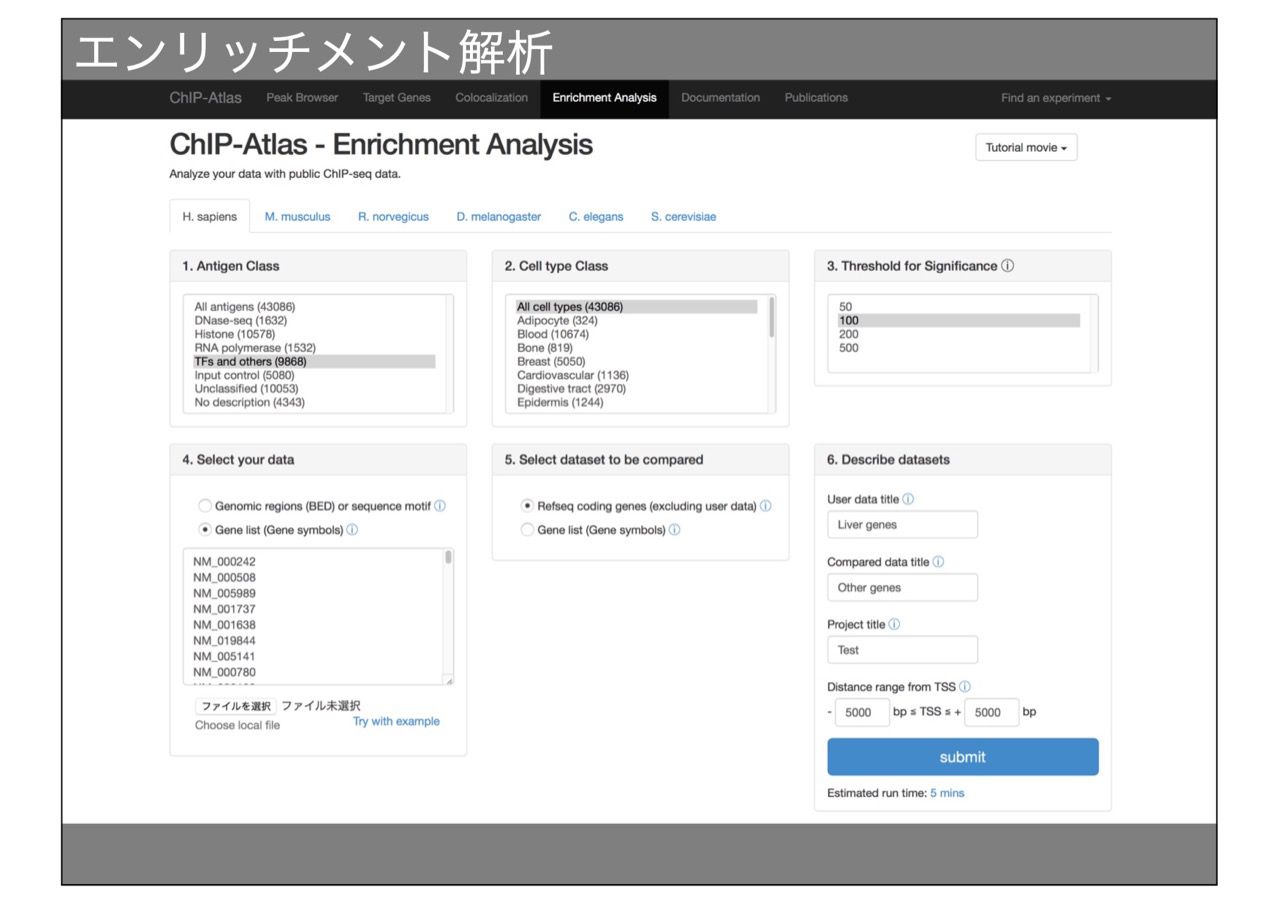 エンリッチメント解析
ChIP-Atlas Peak Browser Target Genes Colocalization Enrichment Analysis Documentation Publications Find an experiment
ChIP-Atlas - Enrichment Analysis
Tutorial movie
Analyze your data with public ChIP-seq data.
H. sapiens M. musculus R. norvegicus D. melanogaster C. elegans S. cerevisiae
1. Antigen Class
All antigens (43086)
DNase-seq (1632)
Histone (10578)
RNA polymerase (1532)
TFs and others (9868)
Input control (5080)
Unclassified (10053)
No description (4343)
2. Cell type Class
All cell types (43086)
Adipocyte (324)
Blood (10674)
Bone (819)
Breast (5050)
Cardiovascular (1136)
Digestive tract (2970)
Epidermis (1244)
3. Threshold for Significance ⓘ
50
100
200
500
4. Select your data
Genomic regions (BED) or sequence motif ⓘ
Gene list (Gene symbols) ⓘ
NM_000242
NM_000508
NM_005989
NM_001737
NM_001638
NM_019844
NM_005141
NM_000780
ファイルを選択 ファイル未選択
Choose local file
Try with example
5. Select dataset to be compared
Refseq coding genes (excluding user data) ⓘ
Gene list (Gene symbols) ⓘ
6. Describe datasets
User data title ⓘ
Liver genes
Compared data title ⓘ
Other genes
Project title ⓘ
Test
Distance range from TSS ⓘ
- 5000 bp ≤ TSS ≤ + 5000 bp
submit
Estimated run time: 5 mins